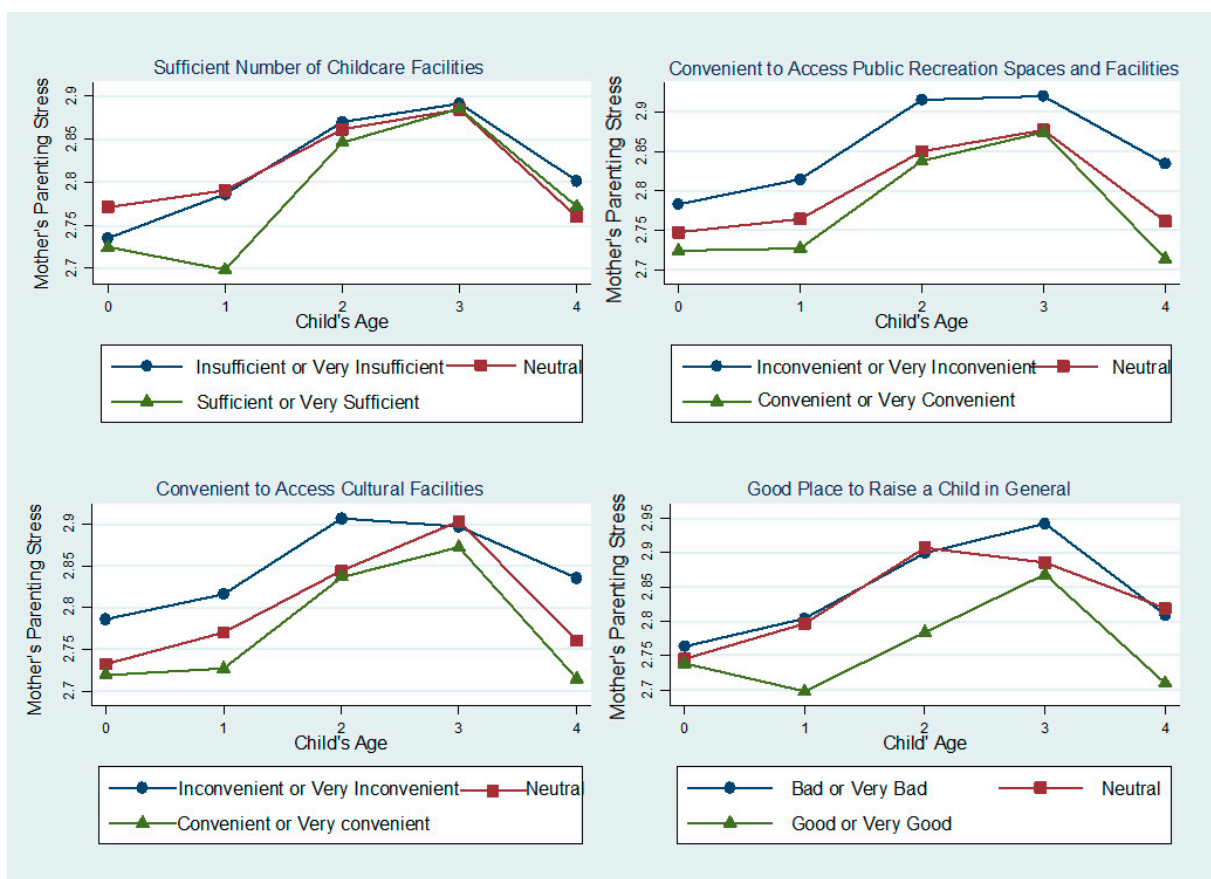 Sufficient Number of Childcare Facilities
Mother's Parenting Stress
2.9
2.85
2.8
2.75
2.7
0 1 2 3 4
Child's Age
Insufficient or Very Insufficient Neutral
Sufficient or Very Sufficient
Convenient to Access Public Recreation Spaces and Facilities
Mother's Parenting Stress
2.9
2.85
2.8
2.75
2.7
0 1 2 3 4
Child's Age
Inconvenient or Very Inconvenient Neutral
Convenient or Very Convenient
Convenient to Access Cultural Facilities
Mother's Parenting Stress
2.9
2.85
2.8
2.75
2.7
0 1 2 3 4
Child's Age
Inconvenient or Very Inconvenient Neutral
Convenient or Very convenient
Good Place to Raise a Child in General
Mother's Parenting Stress
2.95
2.9
2.85
2.8
2.75
2.7
0 1 2 3 4
Child' Age
Bad or Very Bad Neutral
Good or Very Good